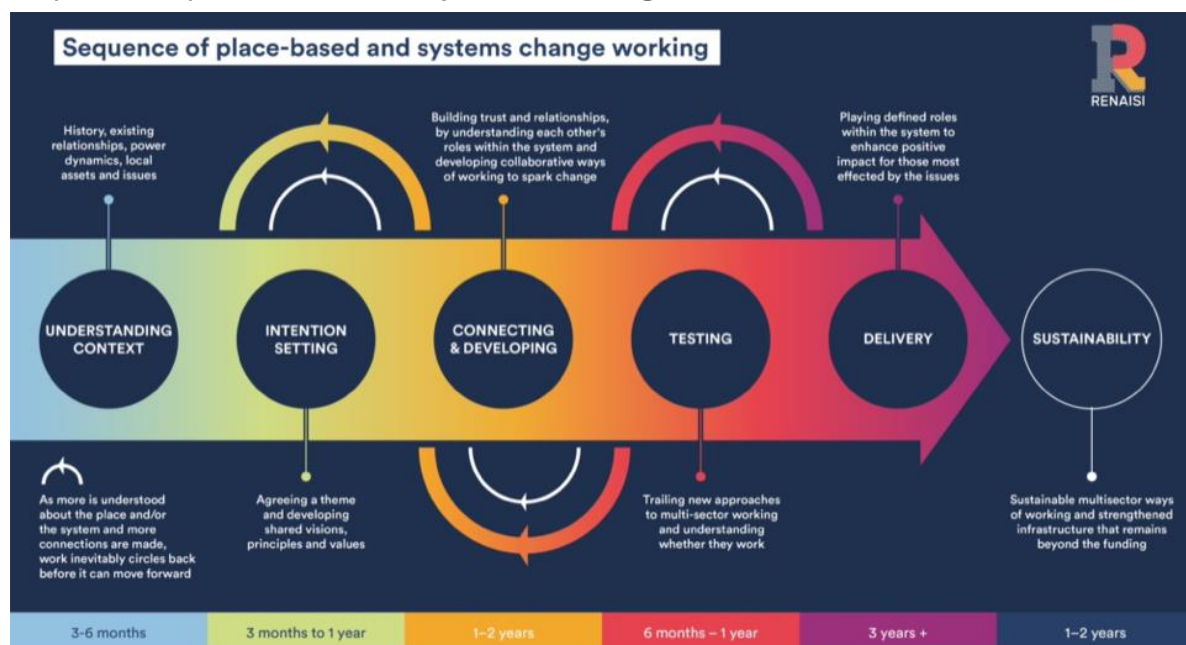 Sequence of place-based and systems change working
RENAISI
History, existing
relationships, power
dynamics, local
assets and issues
Building trust and relationships,
by understanding each other's
roles within the system and
developing collaborative ways
of working to spark change
Playing defined roles
within the system to
enhance positive
impact for those most
effected by the issues
UNDERSTANDING
CONTEXT
INTENTION
SETTING
CONNECTING
& DEVELOPING
TESTING
DELIVERY
SUSTAINABILITY
As more is understood
about the place and/or
the system and more
connections are made,
work inevitably circles back
before it can move forward
Agreeing a theme
and developing
shared visions,
principles and values
Trailing new approaches
to multi-sector working
and understanding
whether they work
Sustainable multisector ways
of working and strengthened
infrastructure that remains
beyond the funding
3-6 months
3 months to 1 year
1–2 years
6 months – 1 year
3 years +
1–2 years